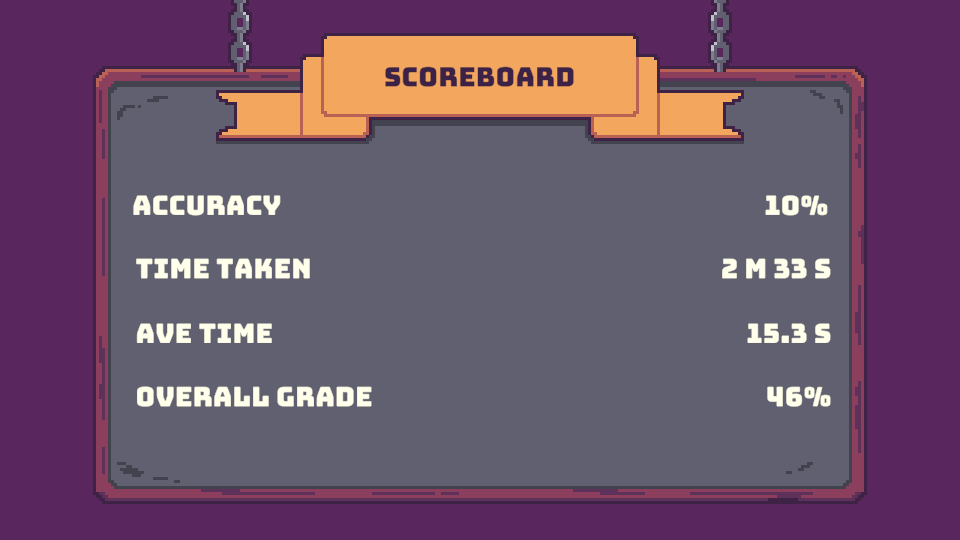 SCOREBOARD
ACCURACY 10%
TIME TAKEN 2 M 33 S
AVE TIME 15.3 S
OVERALL GRADE 46%